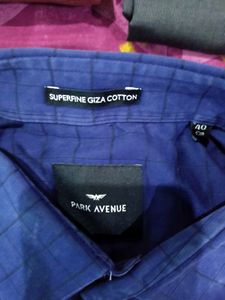 SUPERFINE GIZA COTTON
40
PARK AVENUE